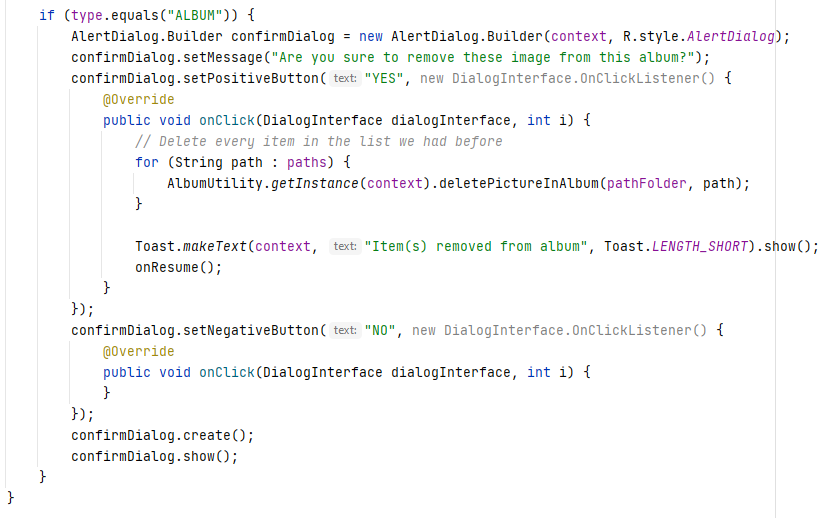 if (type.equals("ALBUM")) {
AlertDialog.Builder confirmDialog = new AlertDialog.Builder(context, R.style.AlertDialog);
confirmDialog.setMessage("Are you sure to remove these image from this album?");
confirmDialog.setPositiveButton( text: "YES", new DialogInterface.OnClickListener() {
@Override
public void onClick(DialogInterface dialogInterface, int i) {
// Delete every item in the list we had before
for (String path : paths) {
AlbumUtility.getInstance(context).deletePictureInAlbum(pathFolder, path);
}
Toast.makeText(context, text: "Item(s) removed from album", Toast.LENGTH_SHORT).show();
onResume();
}
});
confirmDialog.setNegativeButton( text: "NO", new DialogInterface.OnClickListener() {
@Override
public void onClick(DialogInterface dialogInterface, int i) {
}
});
confirmDialog.create();
confirmDialog.show();
}
}